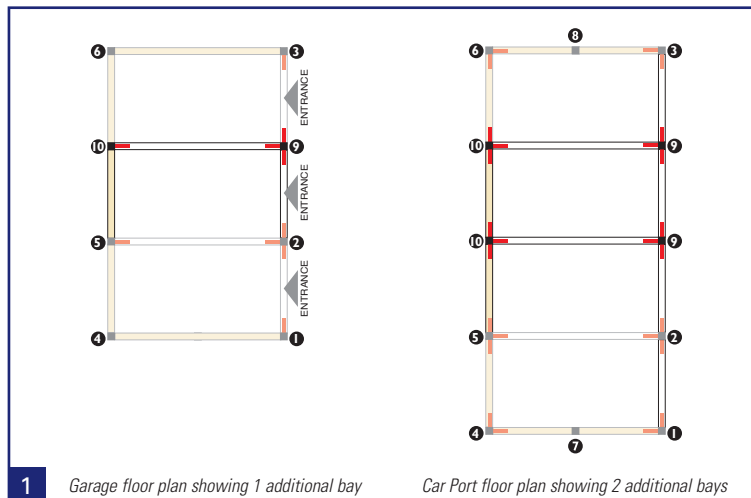 6 3
ENTRANCE
10 9
ENTRANCE
5 2
ENTRANCE
4 1
8
6 3
10 9
10 9
5 2
4 1
7
1 Garage floor plan showing 1 additional bay
Car Port floor plan showing 2 additional bays